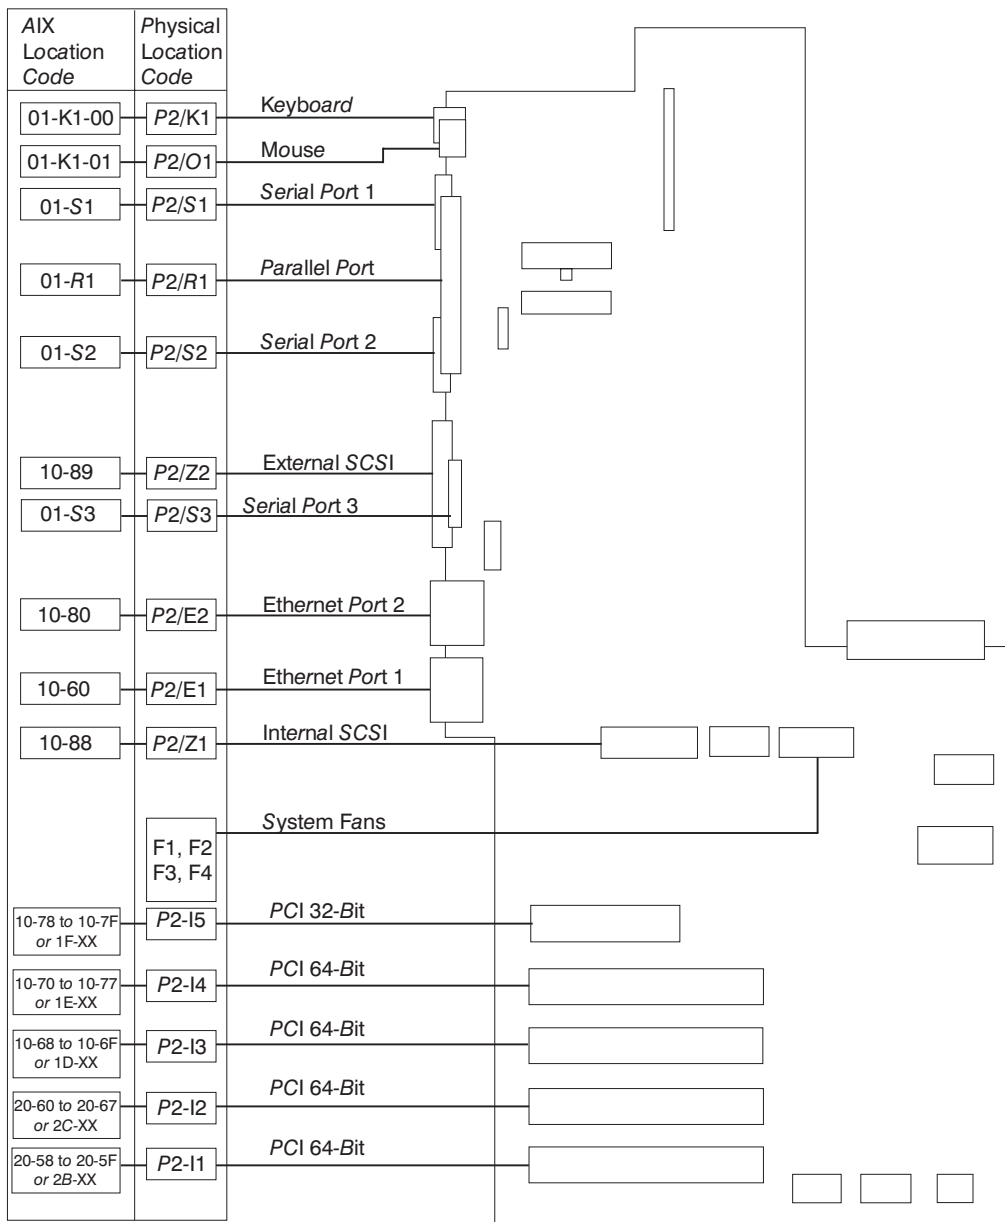 AIX Location Code
Physical Location Code
01-K1-00 P2/K1 Keyboard
01-K1-01 P2/O1 Mouse
01-S1 P2/S1 Serial Port 1
01-R1 P2/R1 Parallel Port
01-S2 P2/S2 Serial Port 2
10-89 P2/Z2 External SCSI
01-S3 P2/S3 Serial Port 3
10-80 P2/E2 Ethernet Port 2
10-60 P2/E1 Ethernet Port 1
10-88 P2/Z1 Internal SCSI
System Fans
F1, F2
F3, F4
10-78 to 10-7F
or 1F-XX
P2-I5 PCI 32-Bit
10-70 to 10-77
or 1E-XX
P2-I4 PCI 64-Bit
10-68 to 10-6F
or 1D-XX
P2-I3 PCI 64-Bit
20-60 to 20-67
or 2C-XX
P2-I2 PCI 64-Bit
20-58 to 20-5F
or 2B-XX
P2-I1 PCI 64-Bit